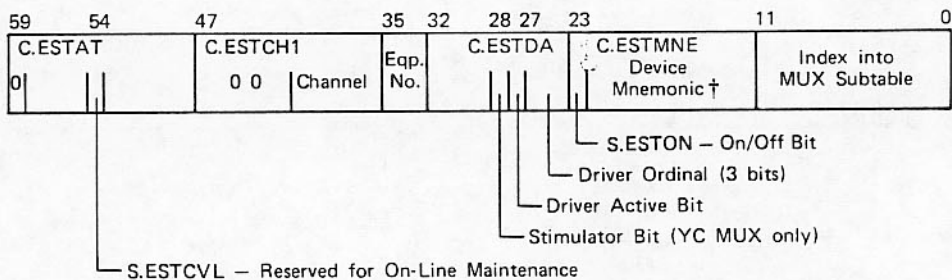 59 54 47 35 32 28 27 23 11 0
C.ESTAT C.ESTCH1 Eqp. No. C.ESTDA C.ESTMNE Device Mnemonic † Index into MUX Subtable
0 0 0 Channel
S.ESTON – On/Off Bit
Driver Ordinal (3 bits)
Driver Active Bit
Stimulator Bit (YC MUX only)
S.ESTCVL – Reserved for On-Line Maintenance